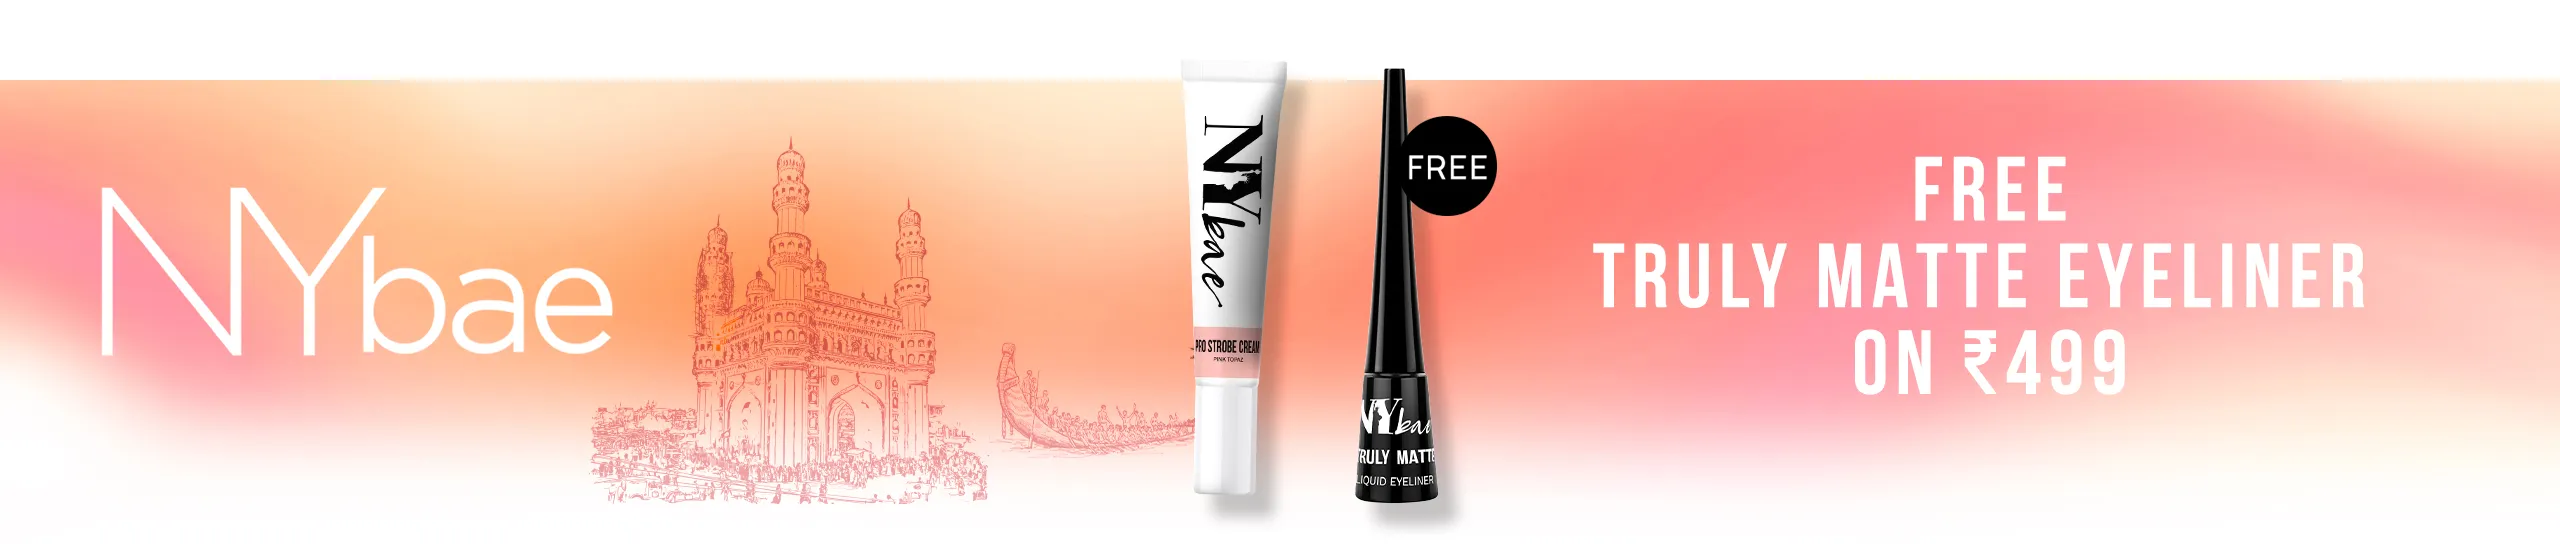 NYbae
NYbae
PRO STROBE CREAM
PINK TOPAZ
FREE
NYbae
TRULY MATTE
LIQUID EYELINER
FREE
TRULY MATTE EYELINER
ON ₹499